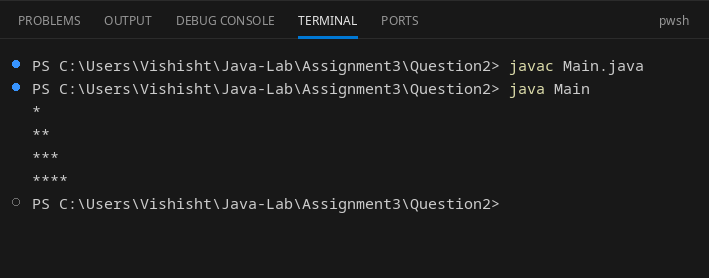 PROBLEMS OUTPUT DEBUG CONSOLE TERMINAL PORTS pwsh
PS C:\Users\Vishisht\Java-Lab\Assignment3\Question2> javac Main.java
PS C:\Users\Vishisht\Java-Lab\Assignment3\Question2> java Main
*
**
***
****
PS C:\Users\Vishisht\Java-Lab\Assignment3\Question2>